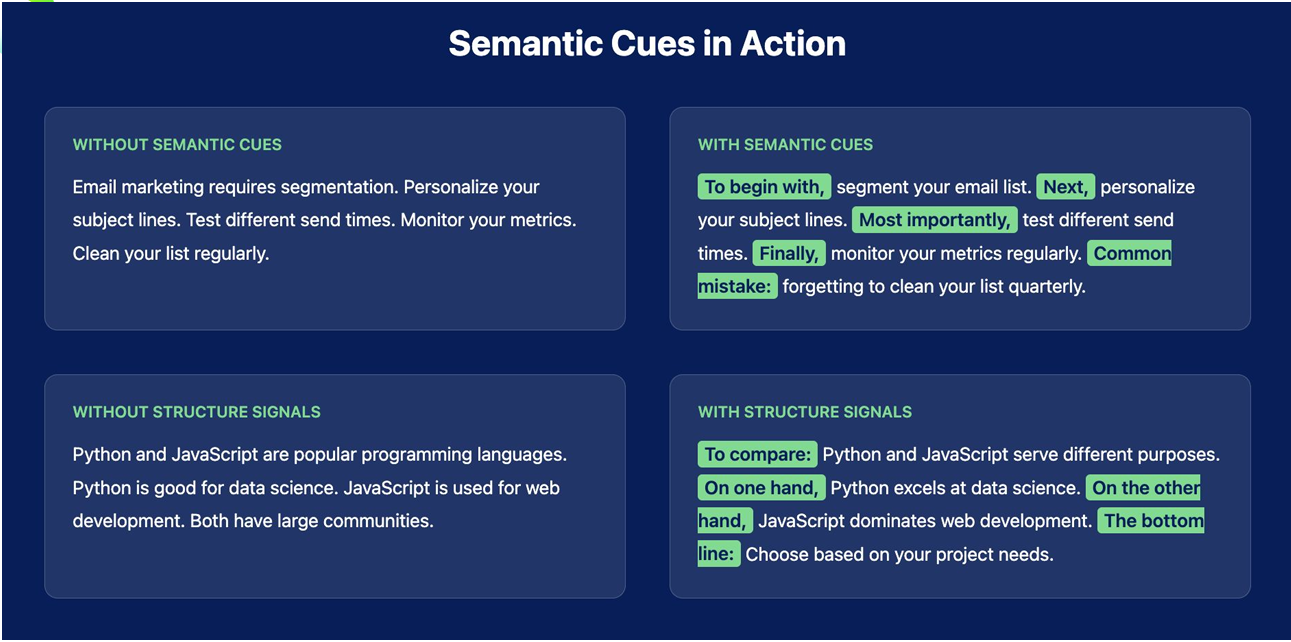 Semantic Cues in Action
WITHOUT SEMANTIC CUES
Email marketing requires segmentation. Personalize your
subject lines. Test different send times. Monitor your metrics.
Clean your list regularly.
WITH SEMANTIC CUES
To begin with, segment your email list. Next, personalize
your subject lines. Most importantly, test different send
times. Finally, monitor your metrics regularly. Common
mistake: forgetting to clean your list quarterly.
WITHOUT STRUCTURE SIGNALS
Python and JavaScript are popular programming languages.
Python is good for data science. JavaScript is used for web
development. Both have large communities.
WITH STRUCTURE SIGNALS
To compare: Python and JavaScript serve different purposes.
On one hand, Python excels at data science. On the other
hand, JavaScript dominates web development. The bottom
line: Choose based on your project needs.